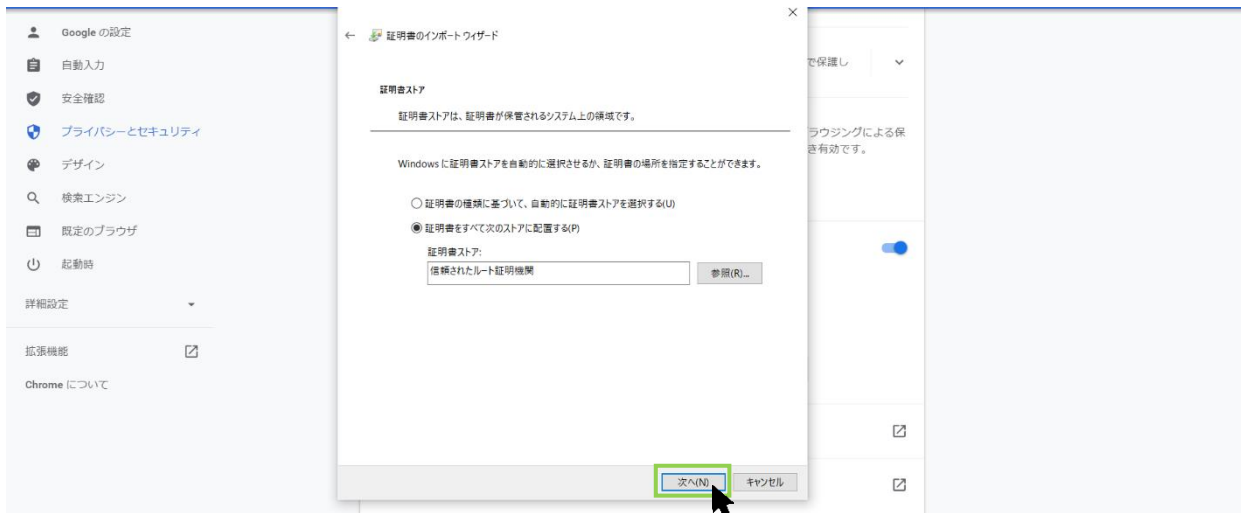 Google の設定
自動入力
安全確認
プライバシーとセキュリティ
デザイン
検索エンジン
既定のブラウザ
起動時
詳細設定
拡張機能
Chrome について
証明書のインポート ウィザード
証明書ストア
証明書ストアは、証明書が保管されるシステム上の領域です。
Windows に証明書ストアを自動的に選択させるか、証明書の場所を指定することができます。
証明書の種類に基づいて、自動的に証明書ストアを選択する(U)
証明書をすべて次のストアに配置する(P)
証明書ストア:
信頼されたルート証明機関
参照(R)...
次へ(N)
キャンセル
で保護し
ラウジングによる保
き有効です。